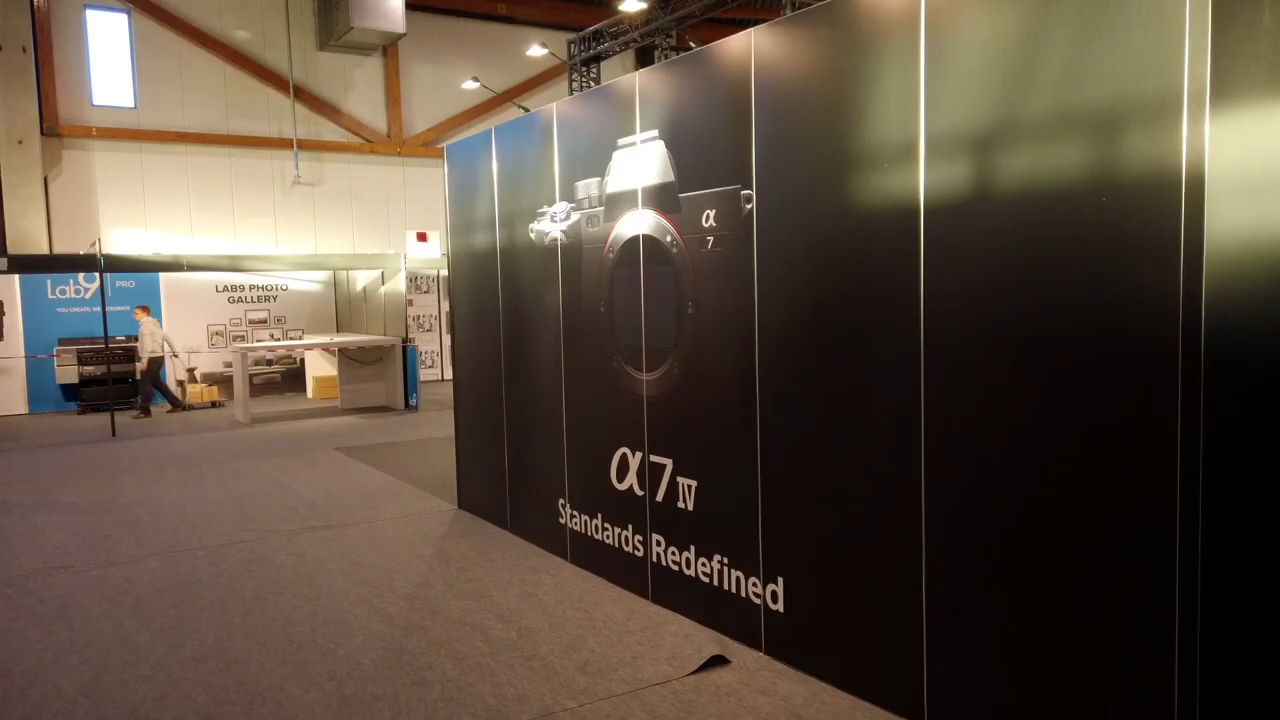 Lab9 PRO
YOU CREATE, WE INTEGRATE
LAB9 PHOTO
GALLERY
α
7
α7IV
Standards Redefined